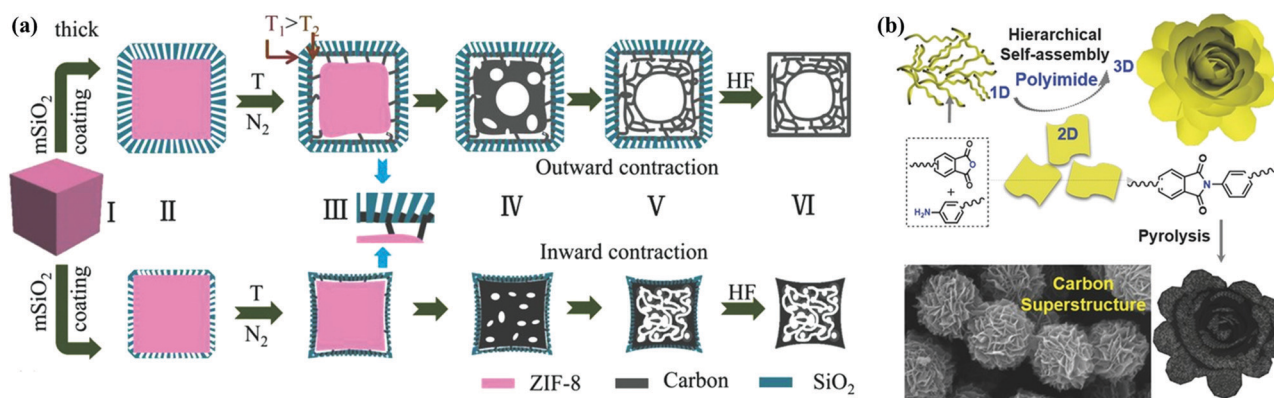 (a)
thick
mSiO₂
coating
T₁>T₂
T
N₂
HF
Outward contraction
I
II
III
IV
V
VI
Inward contraction
mSiO₂
coating
T
N₂
HF
ZIF-8
Carbon
SiO₂
(b)
Hierarchical
Self-assembly
Polyimide
1D
3D
2D
O
O
O
+
H₂N
O
N
O
Pyrolysis
Carbon
Superstructure